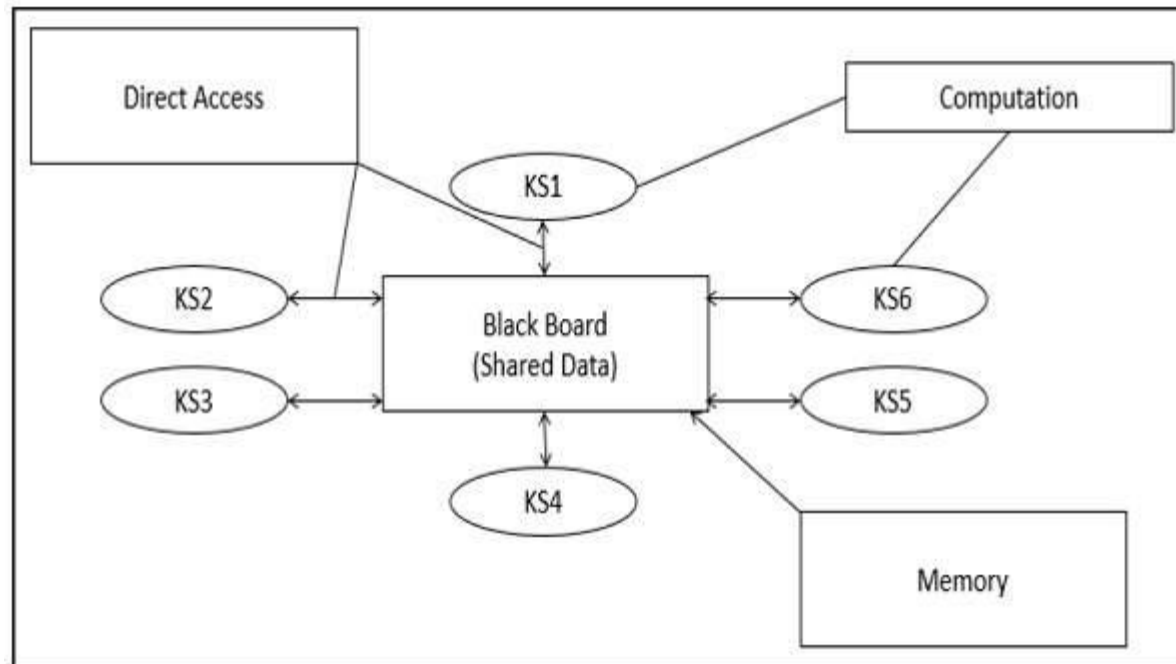 Direct Access
Computation
KS1
KS2
KS6
Black Board
(Shared Data)
KS3
KS5
KS4
Memory